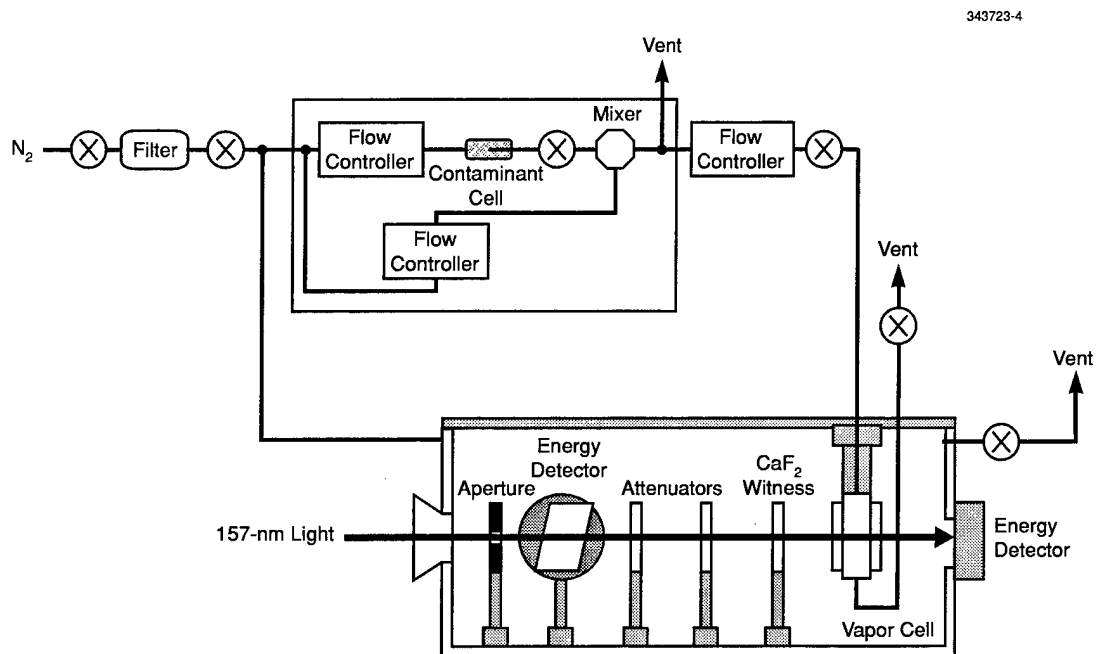 343723-4
Vent
Mixer
N₂
Filter
Flow
Controller
Contaminant
Cell
Flow
Controller
Flow
Controller
Vent
Vent
Energy
Detector
CaF₂
Witness
Aperture
Attenuators
157-nm Light
Energy
Detector
Vapor Cell